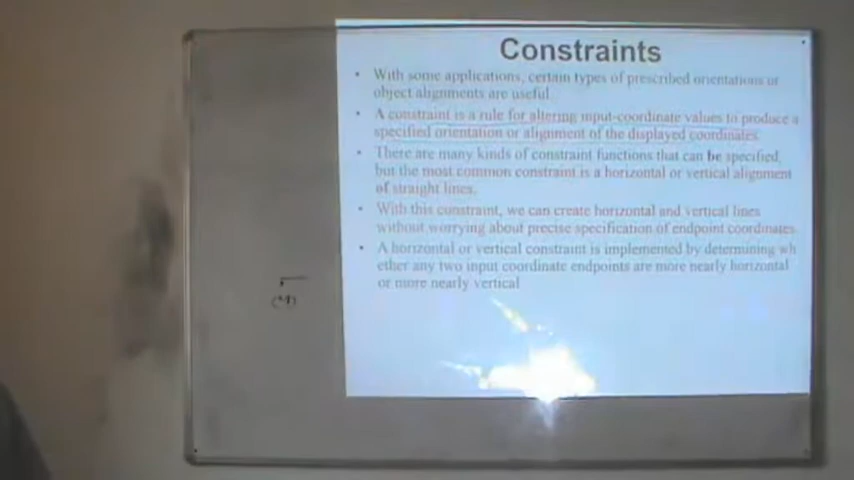 Constraints
• With some applications, certain types of prescribed orientations or
object alignments are useful.
• A constraint is a rule for altering input-coordinate values to produce a
specified orientation or alignment of the displayed coordinates.
• There are many kinds of constraint functions that can be specified,
but the most common constraint is a horizontal or vertical alignment
of straight lines.
• With this constraint, we can create horizontal and vertical lines
without worrying about precise specification of endpoint coordinates.
• A horizontal or vertical constraint is implemented by determining wh
ether any two input coordinate endpoints are more nearly horizontal
or more nearly vertical